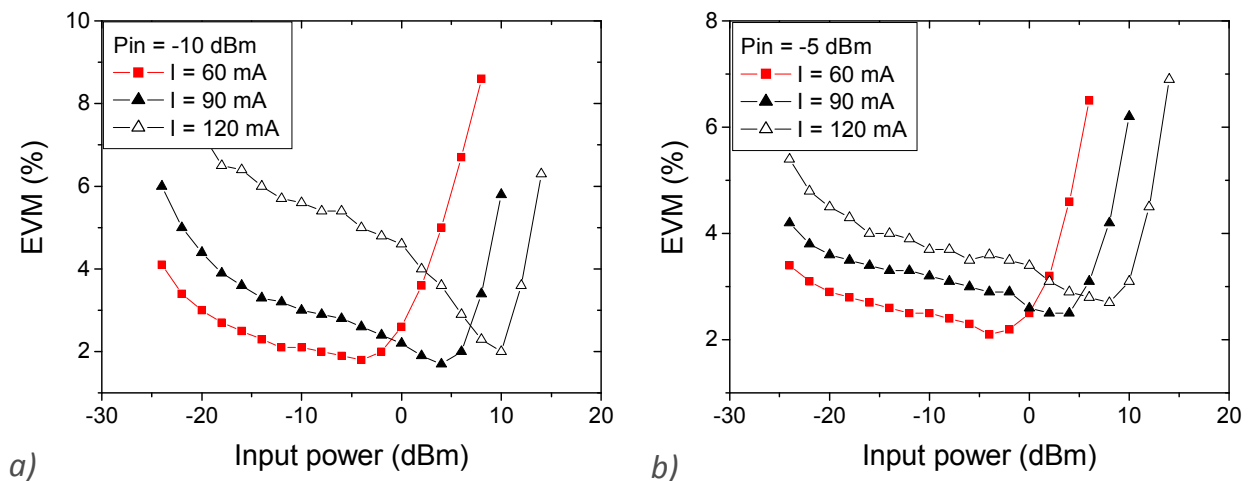 10
8
6
4
2
EVM (%)
Pin = -10 dBm
I = 60 mA
I = 90 mA
I = 120 mA
-30 -20 -10 0 10 20
Input power (dBm)
a)
8
6
4
2
EVM (%)
Pin = -5 dBm
I = 60 mA
I = 90 mA
I = 120 mA
-30 -20 -10 0 10 20
Input power (dBm)
b)